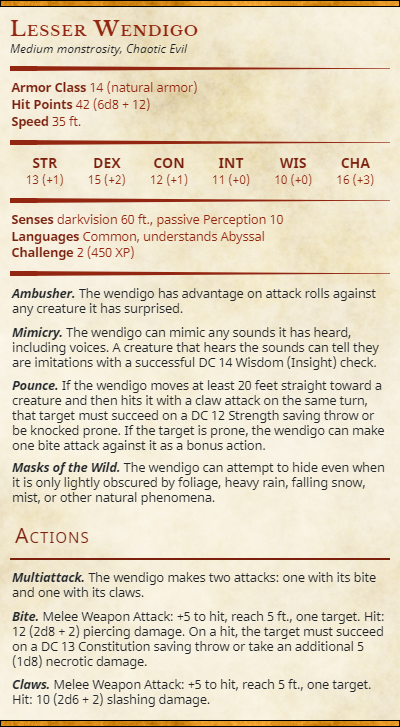 Lesser Wendigo
Medium monstrosity, Chaotic Evil
Armor Class 14 (natural armor)
Hit Points 42 (6d8 + 12)
Speed 35 ft.
STR DEX CON INT WIS CHA
13 (+1) 15 (+2) 12 (+1) 11 (+0) 10 (+0) 16 (+3)
Senses darkvision 60 ft., passive Perception 10
Languages Common, understands Abyssal
Challenge 2 (450 XP)
Ambusher. The wendigo has advantage on attack rolls against
any creature it has surprised.
Mimicry. The wendigo can mimic any sounds it has heard,
including voices. A creature that hears the sounds can tell they
are imitations with a successful DC 14 Wisdom (Insight) check.
Pounce. If the wendigo moves at least 20 feet straight toward a
creature and then hits it with a claw attack on the same turn,
that target must succeed on a DC 12 Strength saving throw or
be knocked prone. If the target is prone, the wendigo can make
one bite attack against it as a bonus action.
Masks of the Wild. The wendigo can attempt to hide even when
it is only lightly obscured by foliage, heavy rain, falling snow,
mist, or other natural phenomena.
Actions
Multiattack. The wendigo makes two attacks: one with its bite
and one with its claws.
Bite. Melee Weapon Attack: +5 to hit, reach 5 ft., one target. Hit:
12 (2d8 + 2) piercing damage. On a hit, the target must succeed
on a DC 13 Constitution saving throw or take an additional 5
(1d8) necrotic damage.
Claws. Melee Weapon Attack: +5 to hit, reach 5 ft., one target.
Hit: 10 (2d6 + 2) slashing damage.